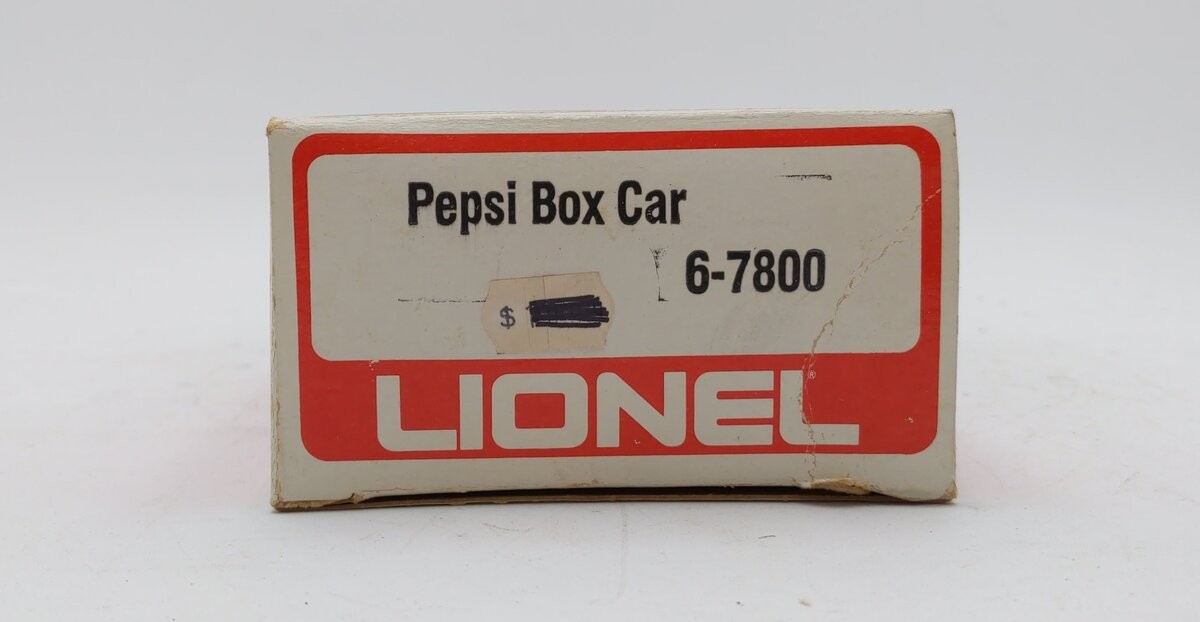 Pepsi Box Car
6-7800
$
LIONEL®